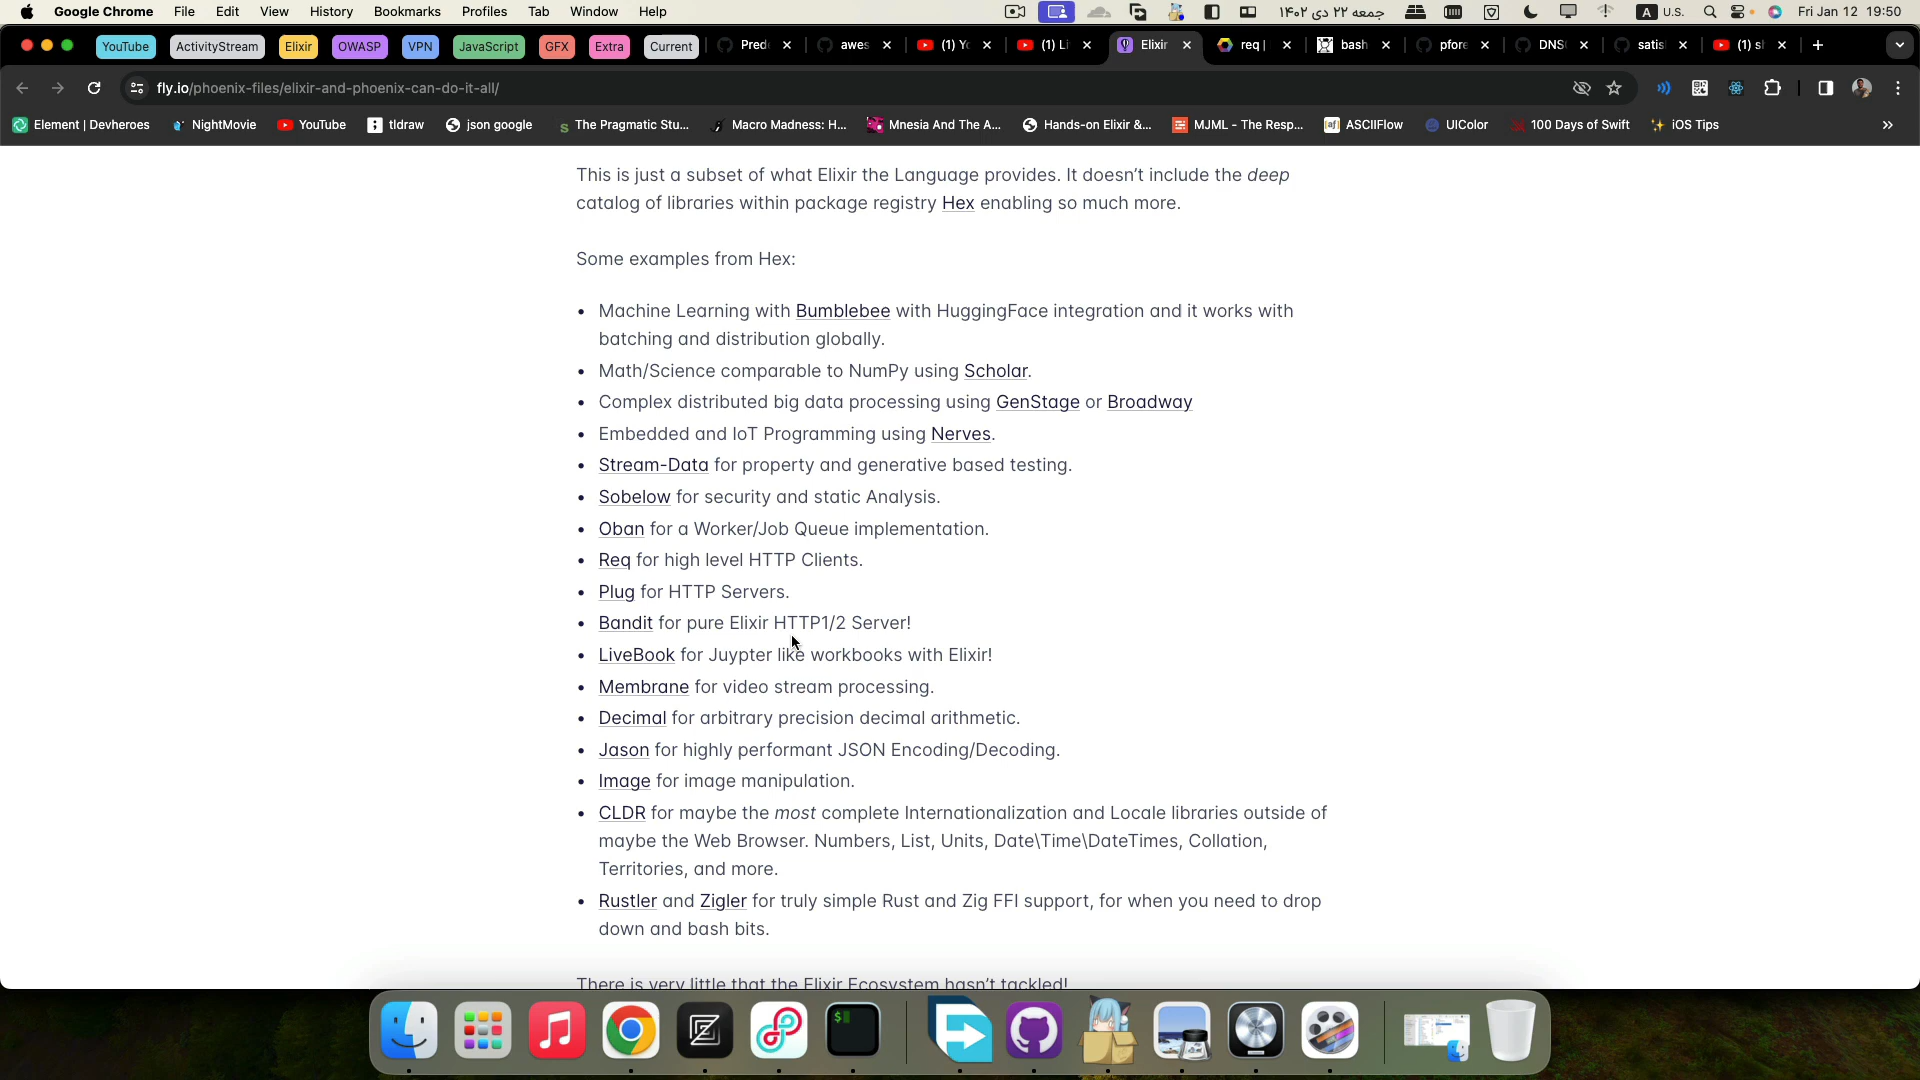 Google Chrome File Edit View History Bookmarks Profiles Tab Window Help جمعه ۲۲ دی ۱۴۰۲ A U.S. Fri Jan 12 19:50
YouTube ActivityStream Elixir OWASP VPN JavaScript GFX Extra Current Pred awes (1) Yo (1) Li Elixir req | bash pfore DNS satis (1) s
fly.io/phoenix-files/elixir-and-phoenix-can-do-it-all/
Element | Devheroes NightMovie YouTube tldraw json google The Pragmatic Stu... Macro Madness: H... Mnesia And The A... Hands-on Elixir &... MJML - The Resp... ASCIIFlow UIColor 100 Days of Swift iOS Tips »
This is just a subset of what Elixir the Language provides. It doesn’t include the deep
catalog of libraries within package registry Hex enabling so much more.
Some examples from Hex:
• Machine Learning with Bumblebee with HuggingFace integration and it works with
batching and distribution globally.
• Math/Science comparable to NumPy using Scholar.
• Complex distributed big data processing using GenStage or Broadway
• Embedded and IoT Programming using Nerves.
• Stream-Data for property and generative based testing.
• Sobelow for security and static Analysis.
• Oban for a Worker/Job Queue implementation.
• Req for high level HTTP Clients.
• Plug for HTTP Servers.
• Bandit for pure Elixir HTTP1/2 Server!
• LiveBook for Juypter like workbooks with Elixir!
• Membrane for video stream processing.
• Decimal for arbitrary precision decimal arithmetic.
• Jason for highly performant JSON Encoding/Decoding.
• Image for image manipulation.
• CLDR for maybe the most complete Internationalization and Locale libraries outside of
maybe the Web Browser. Numbers, List, Units, Date\Time\DateTimes, Collation,
Territories, and more.
• Rustler and Zigler for truly simple Rust and Zig FFI support, for when you need to drop
down and bash bits.
There is very little that the Elixir Ecosystem hasn’t tackled!